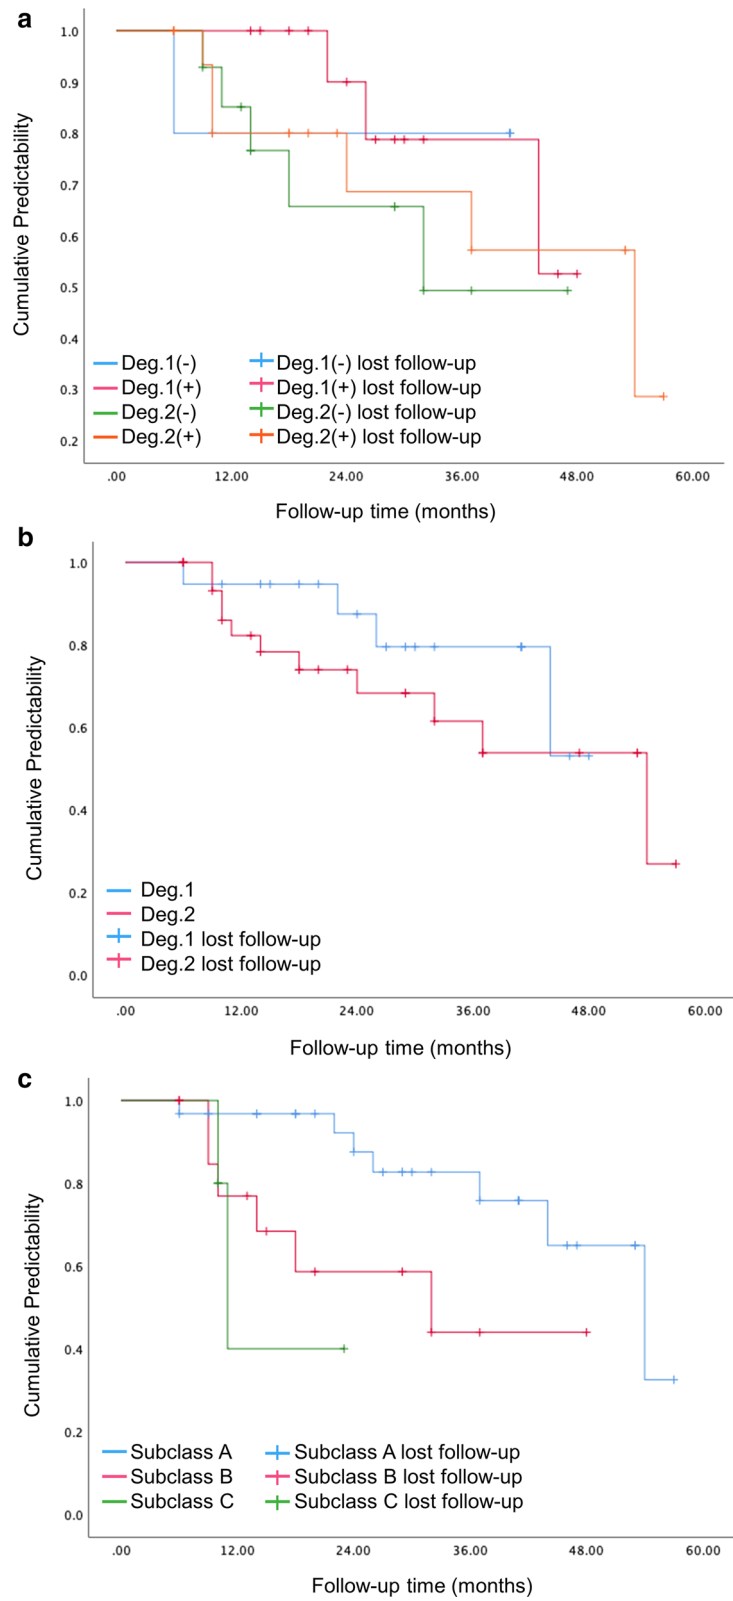 a
1.0
0.9
0.8
0.7
0.6
0.5
0.4
0.3
0.2
Cumulative Predictability
Deg.1(-) Deg.1(-) lost follow-up
Deg.1(+) Deg.1(+) lost follow-up
Deg.2(-) Deg.2(-) lost follow-up
Deg.2(+) Deg.2(+) lost follow-up
.00 12.00 24.00 36.00 48.00 60.00
Follow-up time (months)
b
1.0
0.8
0.6
0.4
0.2
0.0
Cumulative Predictability
Deg.1
Deg.2
Deg.1 lost follow-up
Deg.2 lost follow-up
.00 12.00 24.00 36.00 48.00 60.00
Follow-up time (months)
c
1.0
0.8
0.6
0.4
0.2
0.0
Cumulative Predictability
Subclass A Subclass A lost follow-up
Subclass B Subclass B lost follow-up
Subclass C Subclass C lost follow-up
.00 12.00 24.00 36.00 48.00 60.00
Follow-up time (months)